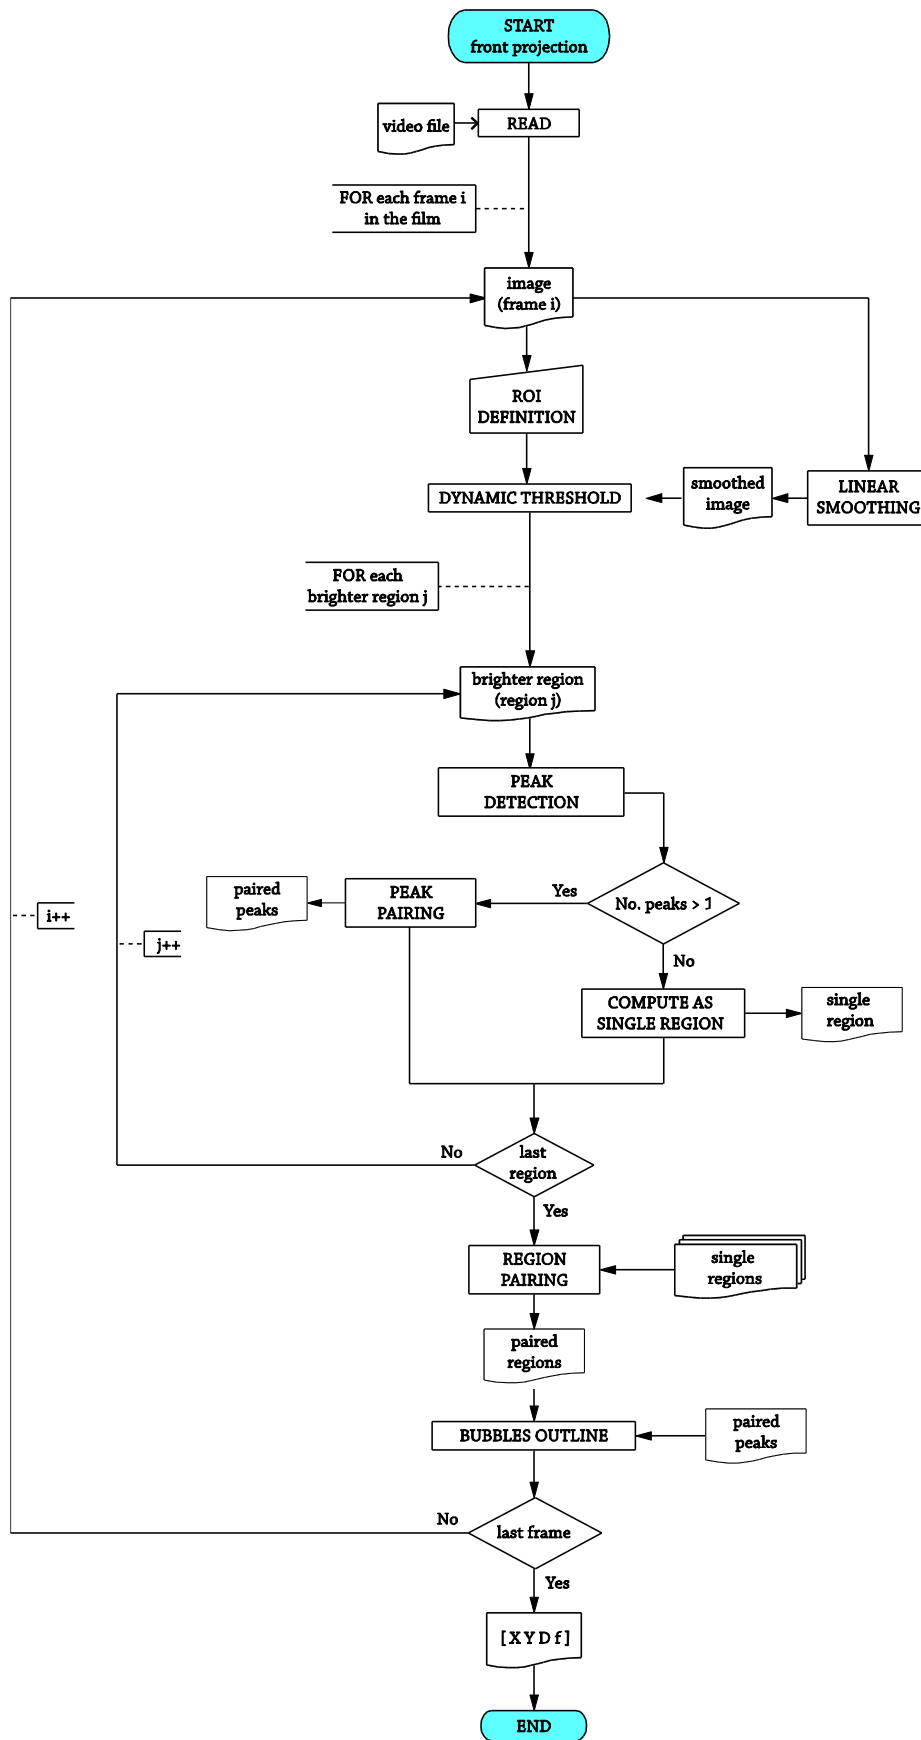 START
front projection
video file
READ
FOR each frame i
in the film
image
(frame i)
ROI
DEFINITION
DYNAMIC THRESHOLD
smoothed
image
LINEAR
SMOOTHING
FOR each
brighter region j
brighter region
(region j)
PEAK
DETECTION
paired
peaks
PEAK
PAIRING
Yes
No. peaks > 1
i++
j++
No
COMPUTE AS
SINGLE REGION
single
region
No
last
region
Yes
REGION
PAIRING
single
regions
paired
regions
BUBBLES OUTLINE
paired
peaks
No
last frame
Yes
[ X Y D f ]
END